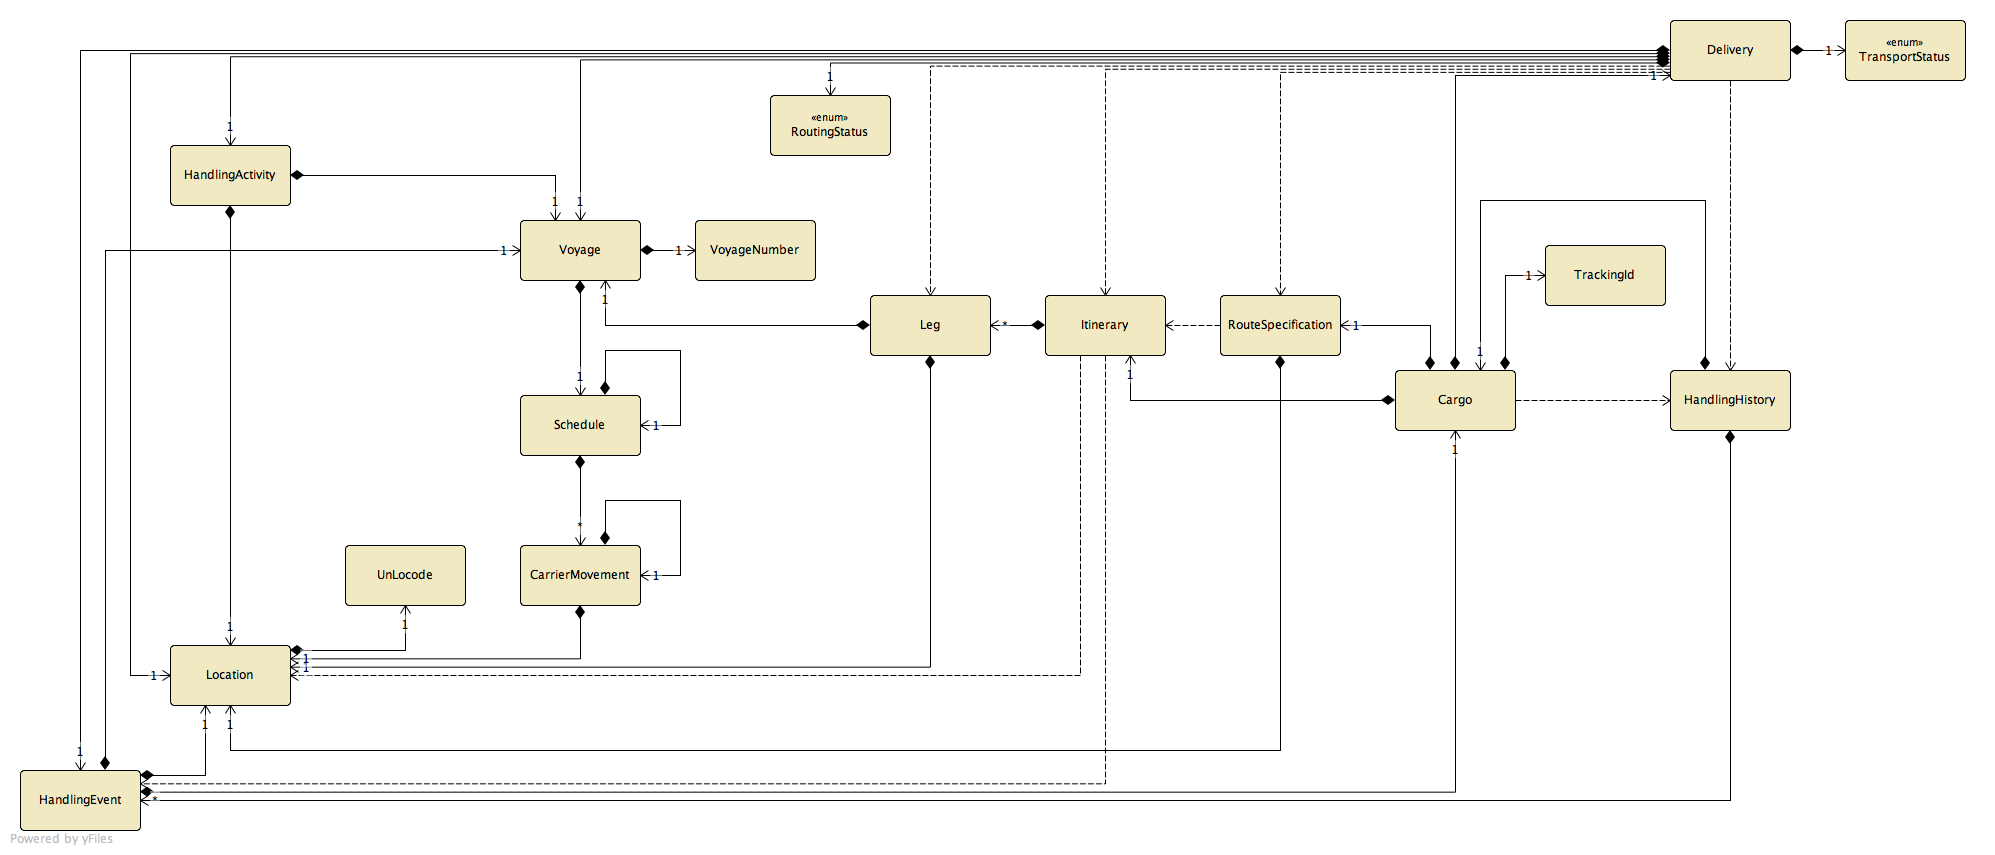 Delivery
1
«enum»
TransportStatus
1
1
«enum»
RoutingStatus
1
HandlingActivity
1
1
1
Voyage
1
VoyageNumber
1
TrackingId
1
Leg
*
Itinerary
RouteSpecification
1
1
1
1
Schedule
1
Cargo
HandlingHistory
1
*
UnLocode
CarrierMovement
1
1
1
1
1
Location
1
1
1
1
HandlingEvent
*
Powered by yFiles